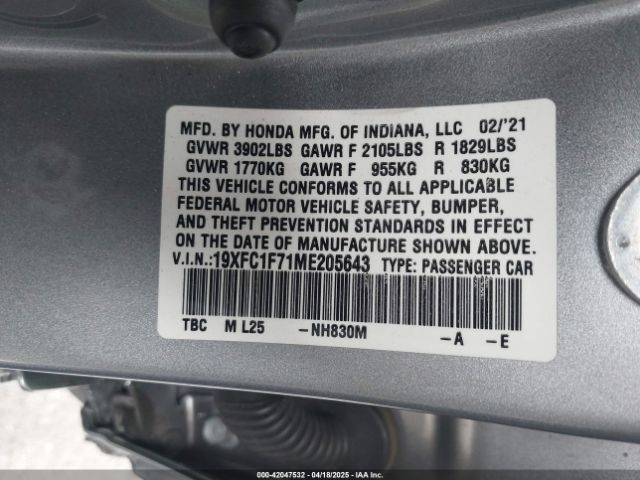 MFD. BY HONDA MFG. OF INDIANA, LLC 02/'21
GVWR 3902LBS GAWR F 2105LBS R 1829LBS
GVWR 1770KG GAWR F 955KG R 830KG
THIS VEHICLE CONFORMS TO ALL APPLICABLE
FEDERAL MOTOR VEHICLE SAFETY, BUMPER,
AND THEFT PREVENTION STANDARDS IN EFFECT
ON THE DATE OF MANUFACTURE SHOWN ABOVE.
V.I.N.:19XFC1F71ME205643 TYPE: PASSENGER CAR
TBC M L25 -NH830M -A -E
000-42047532 - 04/18/2025 - IAAI, Inc.